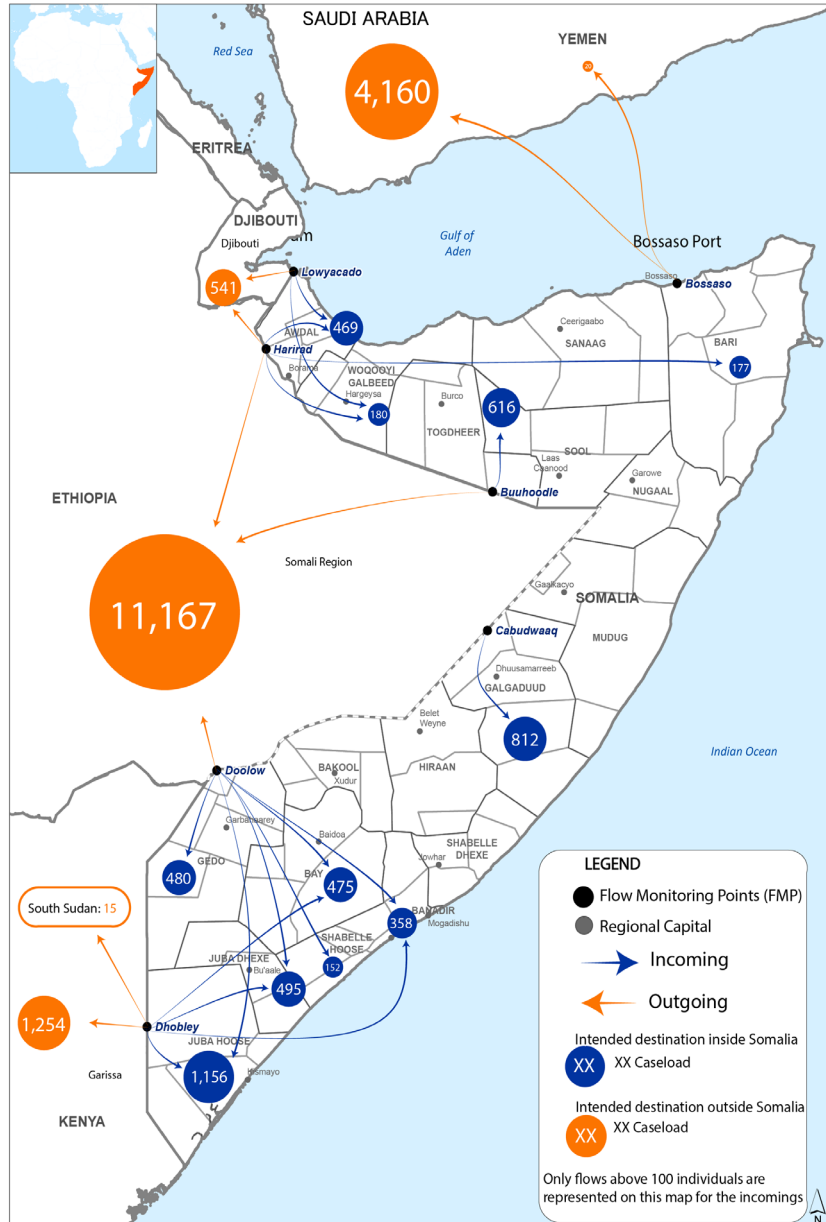 SAUDI ARABIA
YEMEN
Red Sea
20
4,160
ERITREA
DJIBOUTI
Djibouti
um
Gulf of
Aden
Bossaso Port
Lowyacado
Bossaso
Bossaso
541
469
Ceerigaabo
SANAAG
BARI
AWDAL
Harirad
177
Borama
WOQOOYI
GALBEED
Hargeysa
180
Burco
616
TOGDHEER
SOOL
Laas
Caanood
Garowe
NUGAAL
Buuhoodle
ETHIOPIA
Somali Region
11,167
Gaalkacyo
SOMALIA
MUDUG
Cabudwaaq
Dhuusamarreeb
GALGADUUD
Belet
Weyne
812
Indian Ocean
Doolow
BAKOOL
Xudur
HIRAAN
Garbahaarey
Baidoa
SHABELLE
DHEXE
Jowhar
GEDO
480
BAY
475
South Sudan: 15
BANADIR
Mogadishu
358
SHABELLE
HOOSE
JUBA DHEXE
Bu'aale
152
495
1,254
Dhobley
JUBA HOOSE
Garissa
1,156
Kismayo
KENYA
LEGEND
Flow Monitoring Points (FMP)
Regional Capital
Incoming
Outgoing
Intended destination inside Somalia
XX
XX Caseload
Intended destination outside Somalia
XX
XX Caseload
Only flows above 100 individuals are
represented on this map for the incomings
N